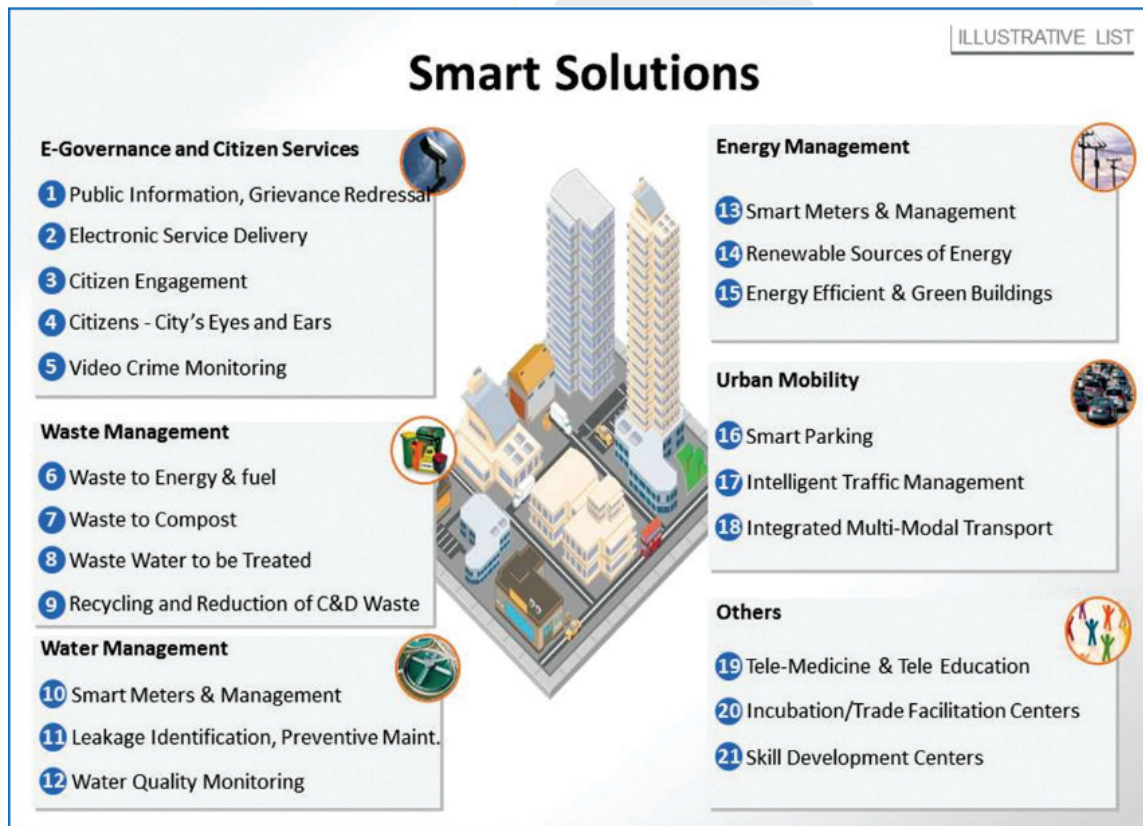 ILLUSTRATIVE LIST
Smart Solutions
E-Governance and Citizen Services
1 Public Information, Grievance Redressal
2 Electronic Service Delivery
3 Citizen Engagement
4 Citizens - City's Eyes and Ears
5 Video Crime Monitoring
Waste Management
6 Waste to Energy & fuel
7 Waste to Compost
8 Waste Water to be Treated
9 Recycling and Reduction of C&D Waste
Water Management
10 Smart Meters & Management
11 Leakage Identification, Preventive Maint.
12 Water Quality Monitoring
Energy Management
13 Smart Meters & Management
14 Renewable Sources of Energy
15 Energy Efficient & Green Buildings
Urban Mobility
16 Smart Parking
17 Intelligent Traffic Management
18 Integrated Multi-Modal Transport
Others
19 Tele-Medicine & Tele Education
20 Incubation/Trade Facilitation Centers
21 Skill Development Centers